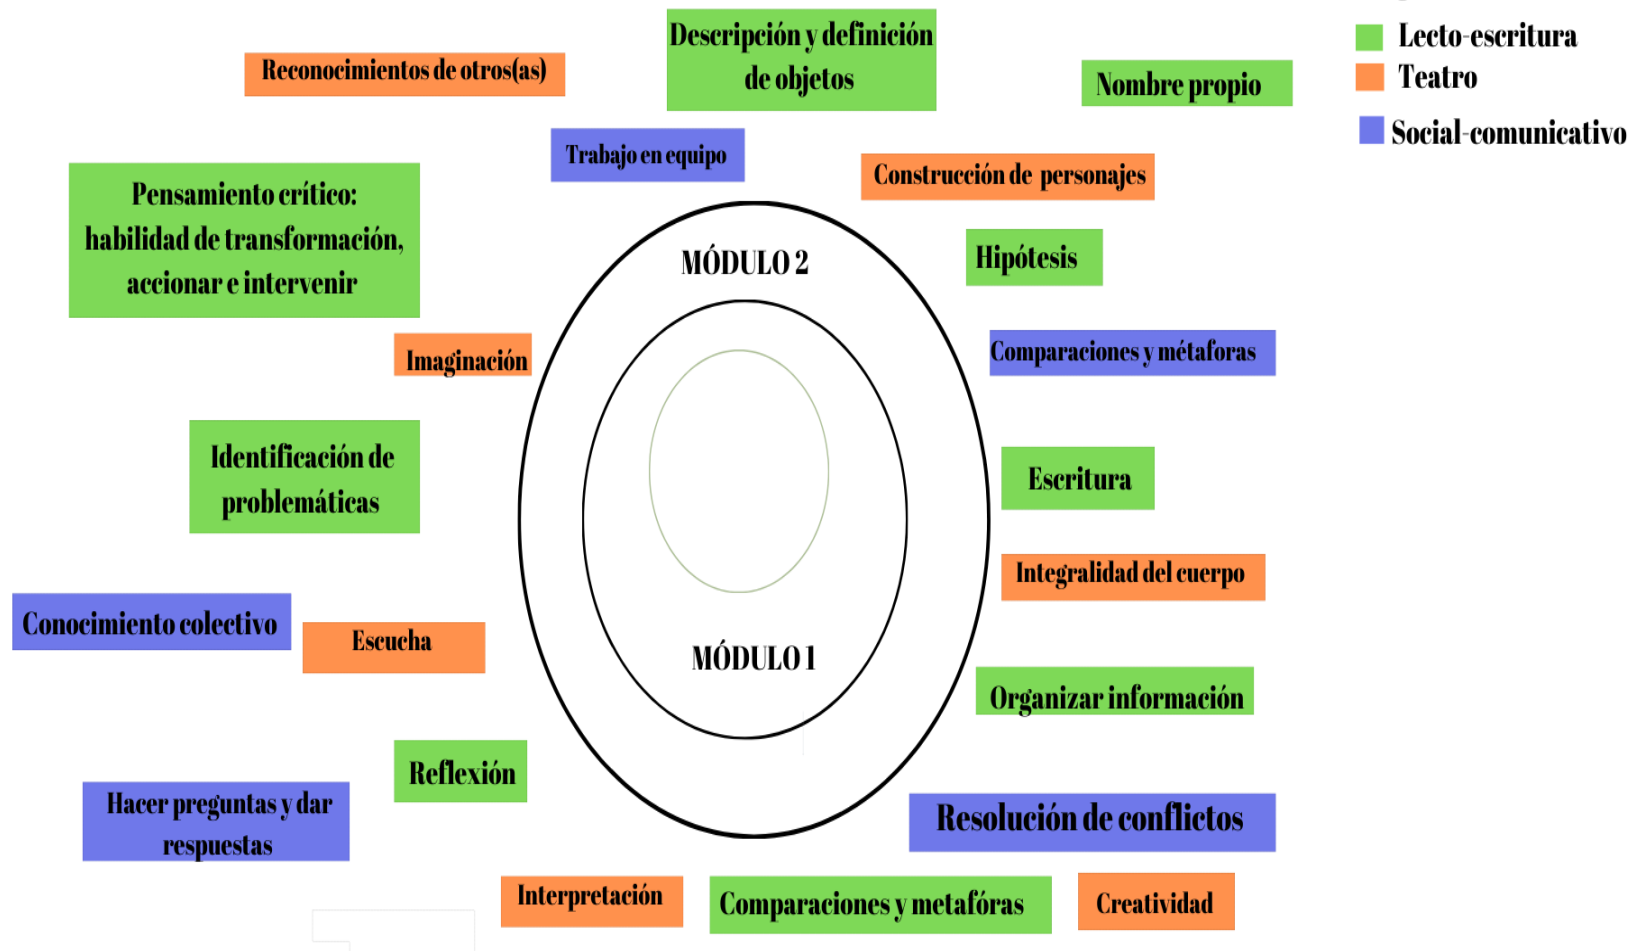 Descripción y definición
de objetos
Lecto-escritura
Reconocimientos de otros(as)
Nombre propio
Teatro
Trabajo en equipo
Social-comunicativo
Construcción de personajes
Pensamiento crítico:
habilidad de transformación,
accionar e intervenir
MÓDULO 2
Hipótesis
Imaginación
Comparaciones y métaforas
Identificación de
problemáticas
Escritura
Integralidad del cuerpo
Conocimiento colectivo
Escucha
MÓDULO 1
Organizar información
Reflexión
Hacer preguntas y dar
respuestas
Resolución de conflictos
Interpretación
Comparaciones y metafóras
Creatividad